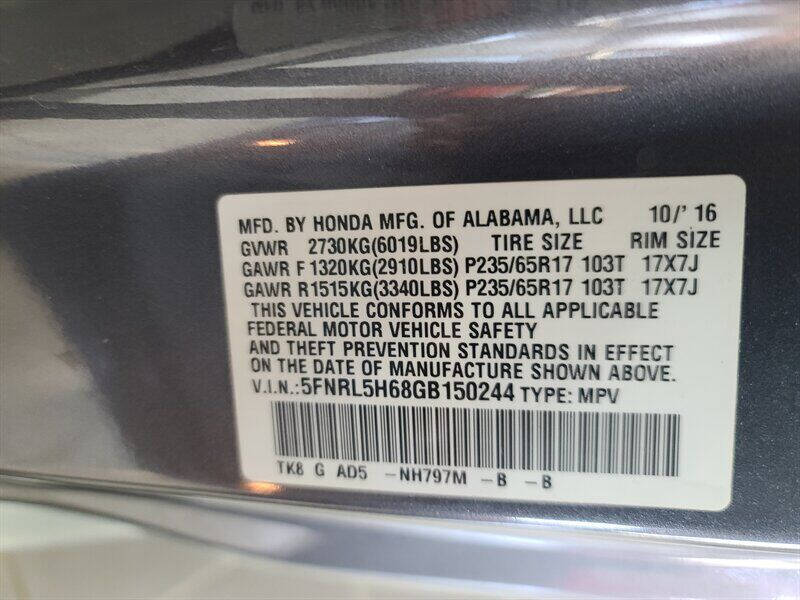 MFD. BY HONDA MFG. OF ALABAMA, LLC 10/' 16
GVWR 2730KG(6019LBS) TIRE SIZE RIM SIZE
GAWR F 1320KG(2910LBS) P235/65R17 103T 17X7J
GAWR R1515KG(3340LBS) P235/65R17 103T 17X7J
THIS VEHICLE CONFORMS TO ALL APPLICABLE
FEDERAL MOTOR VEHICLE SAFETY
AND THEFT PREVENTION STANDARDS IN EFFECT
ON THE DATE OF MANUFACTURE SHOWN ABOVE.
V.I.N.:5FNRL5H68GB150244 TYPE: MPV
TK8 G AD5 -NH797M -B -B